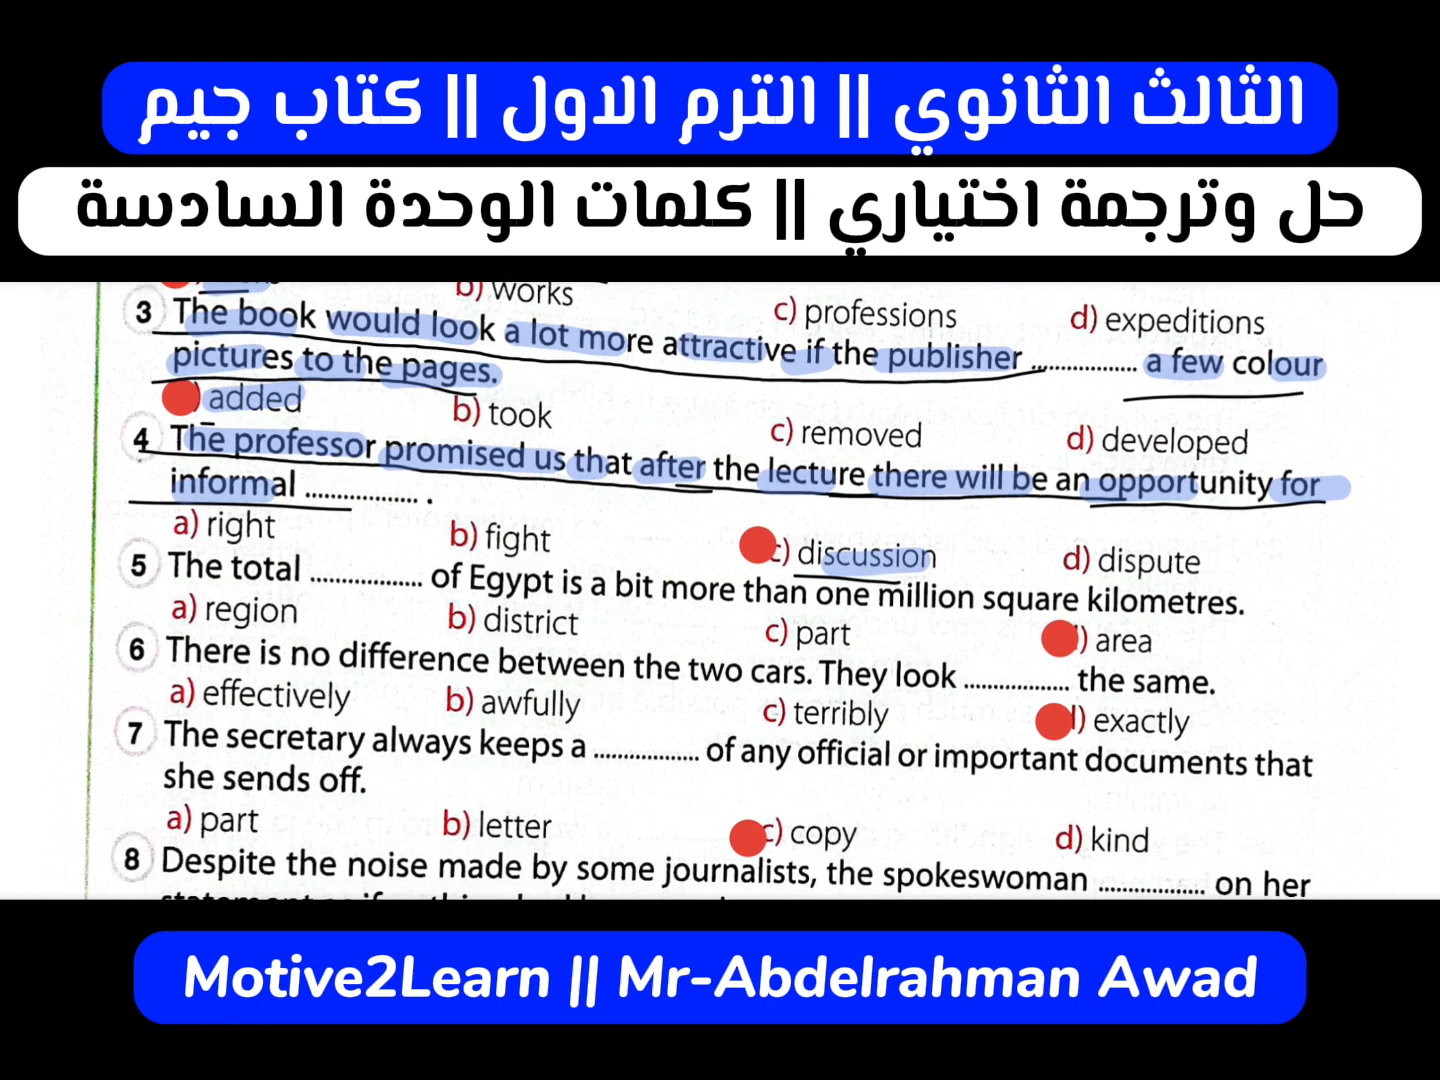 الثالث الثانوي || الترم الاول || كتاب جيم
حل وترجمة اختياري || كلمات الوحدة السادسة
b) works c) professions d) expeditions
3 The book would look a lot more attractive if the publisher .................. a few colour
pictures to the pages.
added b) took c) removed d) developed
4 The professor promised us that after the lecture there will be an opportunity for
informal .................. .
a) right b) fight c) discussion d) dispute
5 The total .................. of Egypt is a bit more than one million square kilometres.
a) region b) district c) part d) area
6 There is no difference between the two cars. They look .................. the same.
a) effectively b) awfully c) terribly d) exactly
7 The secretary always keeps a .................. of any official or important documents that
she sends off.
a) part b) letter c) copy d) kind
8 Despite the noise made by some journalists, the spokeswoman .................. on her
Motive2Learn || Mr-Abdelrahman Awad